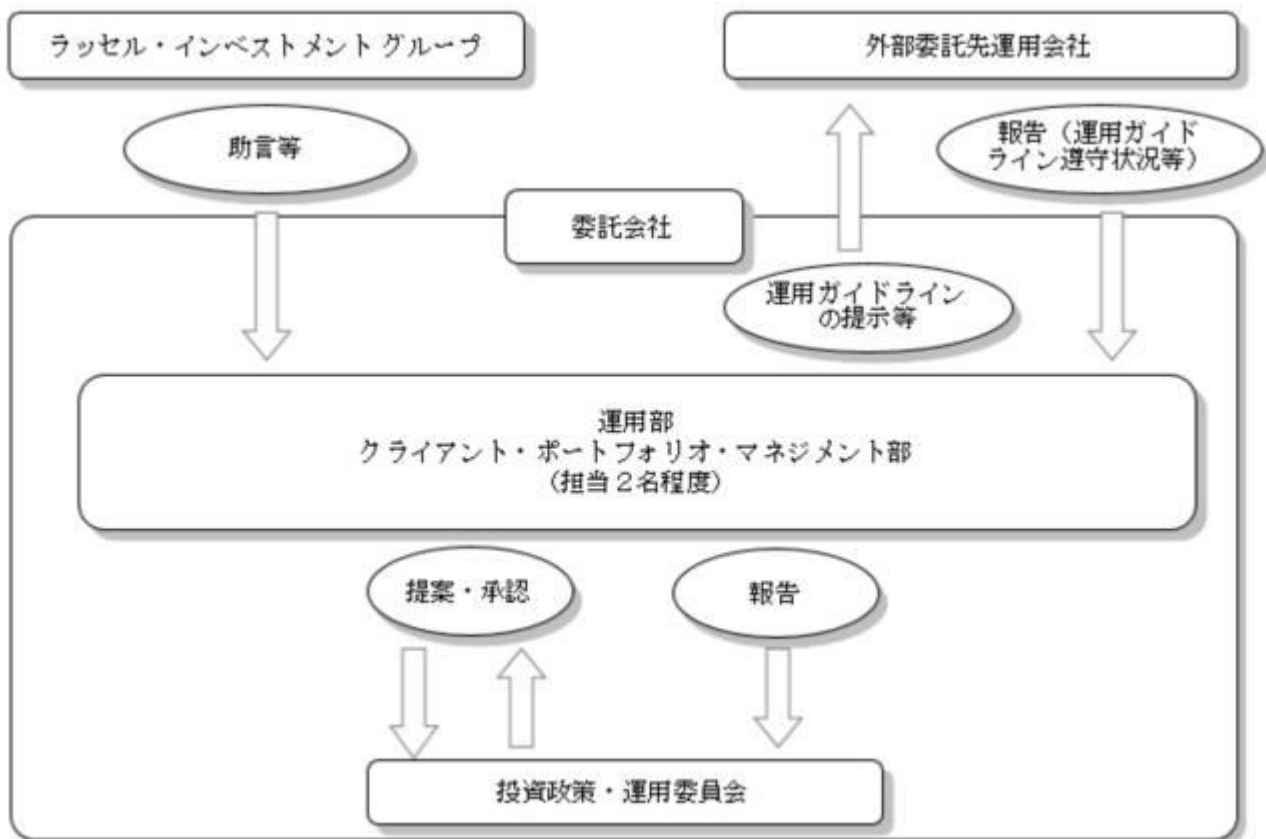 ラッセル・インベストメント グループ
外部委託先運用会社
助言等
報告（運用ガイド
ライン遵守状況等）
委託会社
運用ガイドライン
の提示等
運用部
クライアント・ポートフォリオ・マネジメント部
（担当２名程度）
提案・承認
報告
投資政策・運用委員会